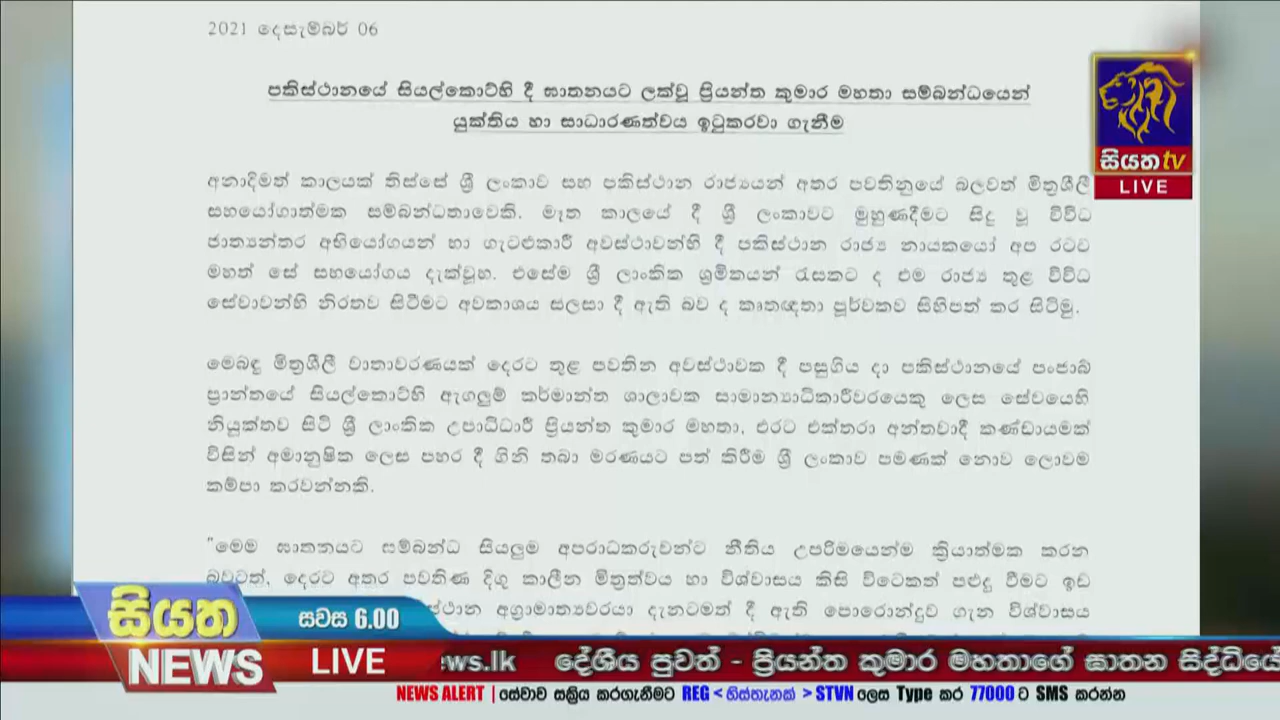 2021 දෙසැම්බර් 06
පකිස්ථානයේ සියල්කොට්හි දී ඝාතනයට ලක්වූ ප්‍රියන්ත කුමාර මහතා සම්බන්ධයෙන්
යුක්තිය හා සාධාරණත්වය ඉටුකරවා ගැනීම
අනාදිමත් කාලයක් තිස්සේ ශ්‍රී ලංකාව සහ පකිස්ථාන රාජ්‍යයන් අතර පවතිනුයේ බලවත් මිත්‍රශීලී
සහයෝගාත්මක සම්බන්ධතාවෙකි. මෑත කාලයේ දී ශ්‍රී ලංකාවට මුහුණදීමට සිදු වූ විවිධ
ජාත්‍යන්තර අභියෝගයන් හා ගැටළුකාරී අවස්ථාවන්හි දී පකිස්ථාන රාජ්‍ය නායකයෝ අප රටට
මහත් සේ සහයෝගය දැක්වූහ. එසේම ශ්‍රී ලාංකික ශ්‍රමිකයන් රැසකට ද එම රාජ්‍ය තුළ විවිධ
සේවාවන්හි නිරතව සිටීමට අවකාශය සලසා දී ඇති බව ද කෘතඥතා පූර්වකව සිහිපත් කර සිටිමු.
මෙබඳු මිත්‍රශීලී වාතාවරණයක් දෙරට තුළ පවතින අවස්ථාවක දී පසුගිය දා පකිස්ථානයේ පංජාබ්
ප්‍රාන්තයේ සියල්කොට්හි ඇගලුම් කර්මාන්ත ශාලාවක සාමාන්‍යාධිකාරීවරයෙකු ලෙස සේවයෙහි
නියුක්තව සිටි ශ්‍රී ලාංකික උපාධිධාරී ප්‍රියන්ත කුමාර මහතා, එරට එක්තරා අන්තවාදී කණ්ඩායමක්
විසින් අමානුෂික ලෙස පහර දී ගිනි තබා මරණයට පත් කිරීම ශ්‍රී ලංකාව පමණක් නොව ලොවම
කම්පා කරවන්නකි.
"මෙම ඝාතනයට සම්බන්ධ සියලුම අපරාධකරුවන්ට නීතිය උපරිමයෙන්ම ක්‍රියාත්මක කරන
බවටත්, දෙරට අතර පවතිණ දිගු කාලීන මිත්‍රත්වය හා විශ්වාසය කිසි විටෙකත් පළුදු වීමට ඉඩ
ස්ථාන අග්‍රාමාත්‍යවරයා දැනටමත් දී ඇති පොරොන්දුව ගැන විශ්වාසය
සියත tv
LIVE
සියත
NEWS
සවස 6.00
LIVE
ews.lk දේශීය පුවත් - ප්‍රියන්ත කුමාර මහතාගේ ඝාතන සිද්ධියේ
NEWS ALERT | සේවාව සක්‍රිය කරගැනීමට REG < හිස්තැනක් > STVN ලෙස Type කර 77000 ට SMS කරන්න